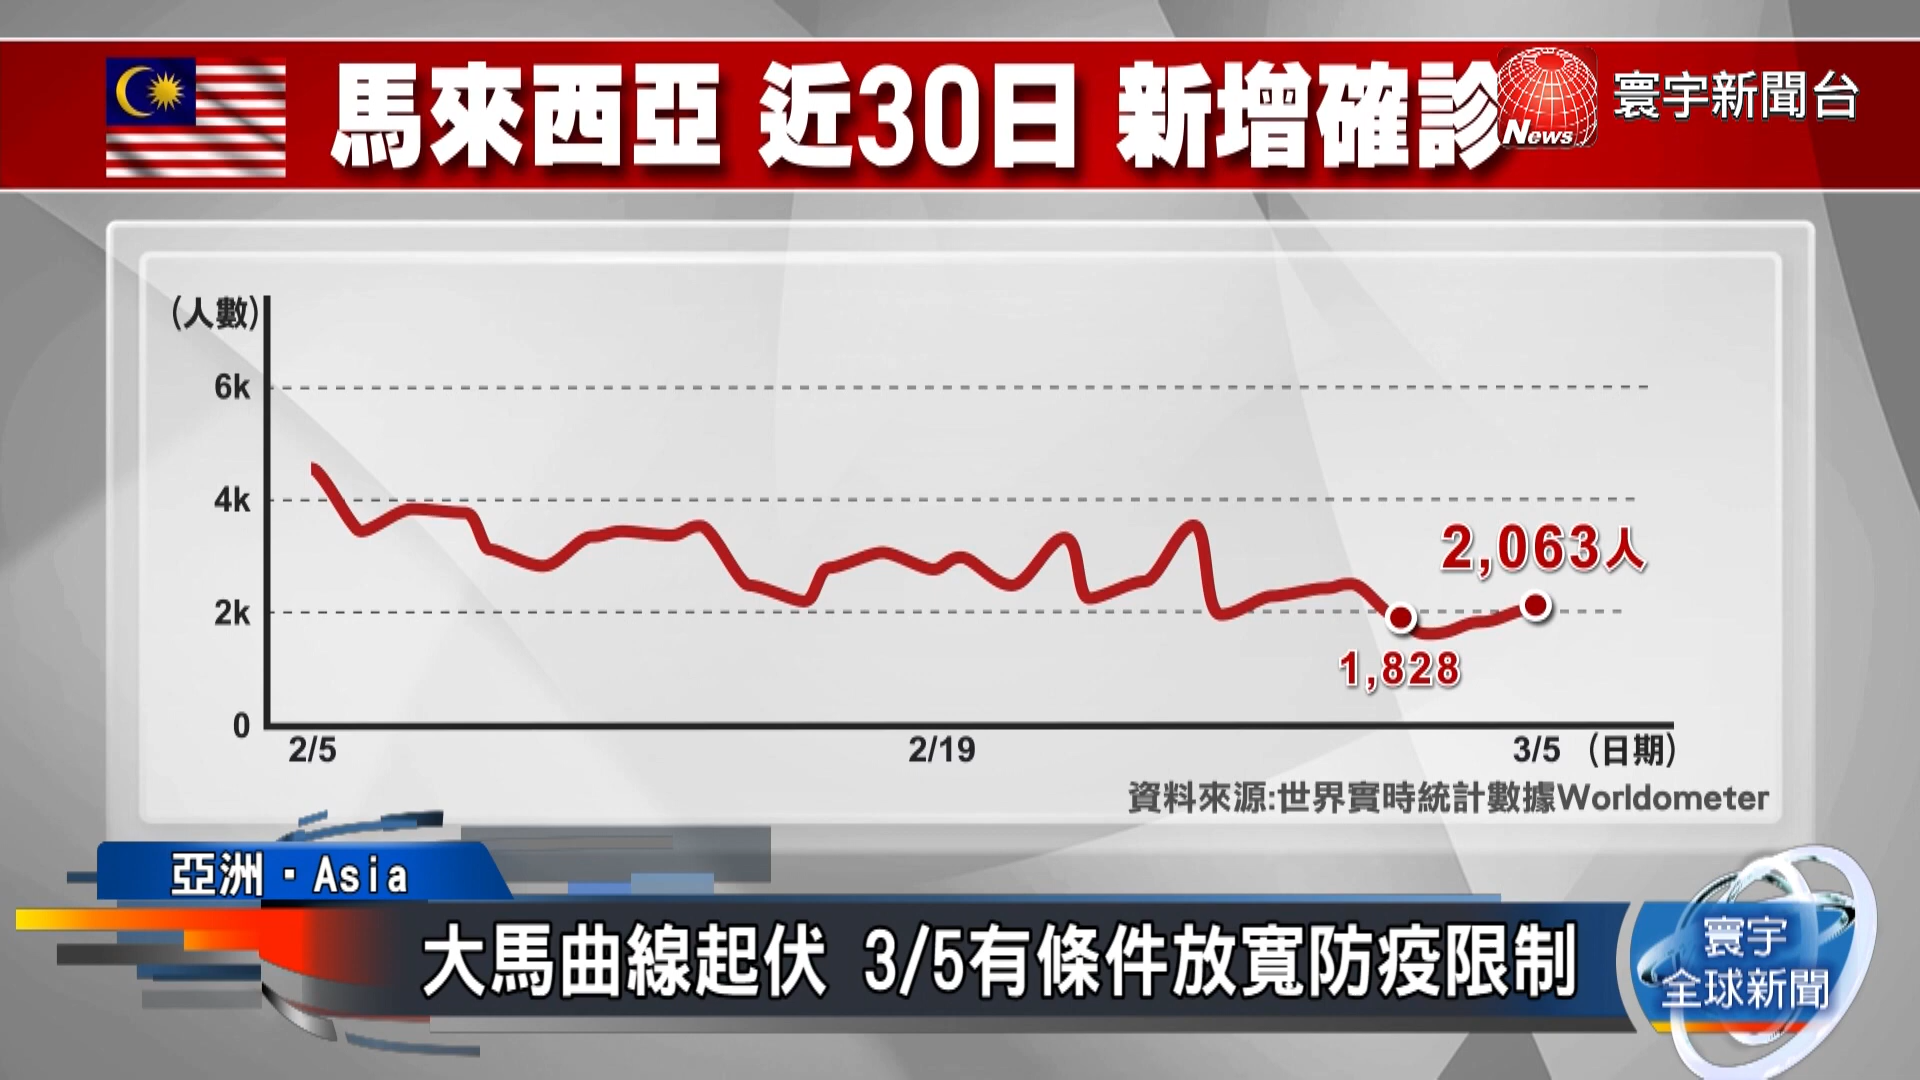 馬來西亞 近30日 新增確診
News
寰宇新聞台
(人數)
6k
4k
2k
0
2,063人
1,828
2/5
2/19
3/5
(日期)
資料來源:世界實時統計數據Worldometer
亞洲·Asia
大馬曲線起伏 3/5有條件放寬防疫限制
寰宇
全球新聞